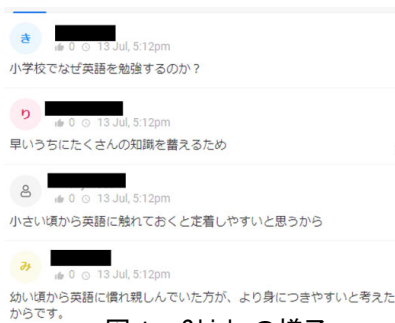 き
0 13 Jul, 5:12pm
小学校でなぜ英語を勉強するのか？
り
0 13 Jul, 5:12pm
早いうちにたくさんの知識を蓄えるため
0 13 Jul, 5:12pm
小さい頃から英語に触れておくと定着しやすいと思うから
み
0 13 Jul, 5:12pm
幼い頃から英語に慣れ親しんでいた方が、より身につきやすいと考えた
からです。